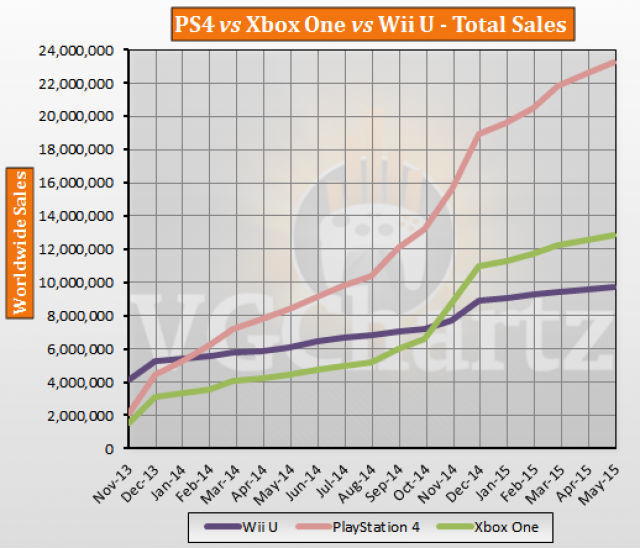 PS4 vs Xbox One vs Wii U - Total Sales
24,000,000
22,000,000
20,000,000
18,000,000
16,000,000
14,000,000
12,000,000
10,000,000
8,000,000
6,000,000
4,000,000
2,000,000
0
Worldwide Sales
VGChartz
Nov-13
Dec-13
Jan-14
Feb-14
Mar-14
Apr-14
May-14
Jun-14
Jul-14
Aug-14
Sep-14
Oct-14
Nov-14
Dec-14
Jan-15
Feb-15
Mar-15
Apr-15
May-15
Wii U
PlayStation 4
Xbox One